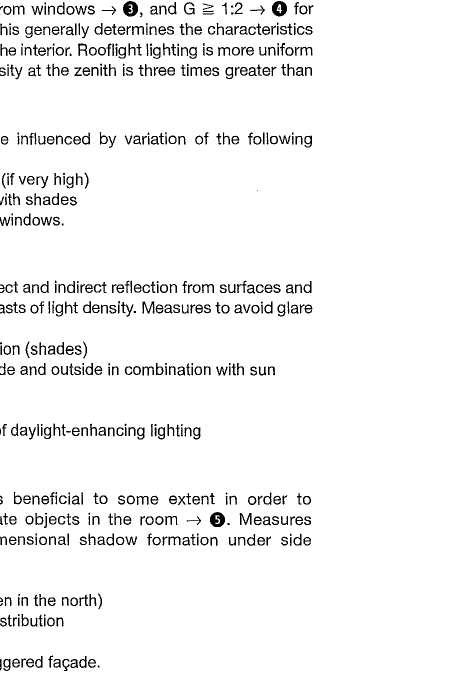 rom windows → ❸, and G ≧ 1:2 → ❹ for
his generally determines the characteristics
he interior. Rooflight lighting is more uniform
sity at the zenith is three times greater than
e influenced by variation of the following
(if very high)
vith shades
windows.
ect and indirect reflection from surfaces and
asts of light density. Measures to avoid glare
ion (shades)
de and outside in combination with sun
of daylight-enhancing lighting
s beneficial to some extent in order to
ate objects in the room → ❺. Measures
mensional shadow formation under side
en in the north)
stribution
ggered façade.